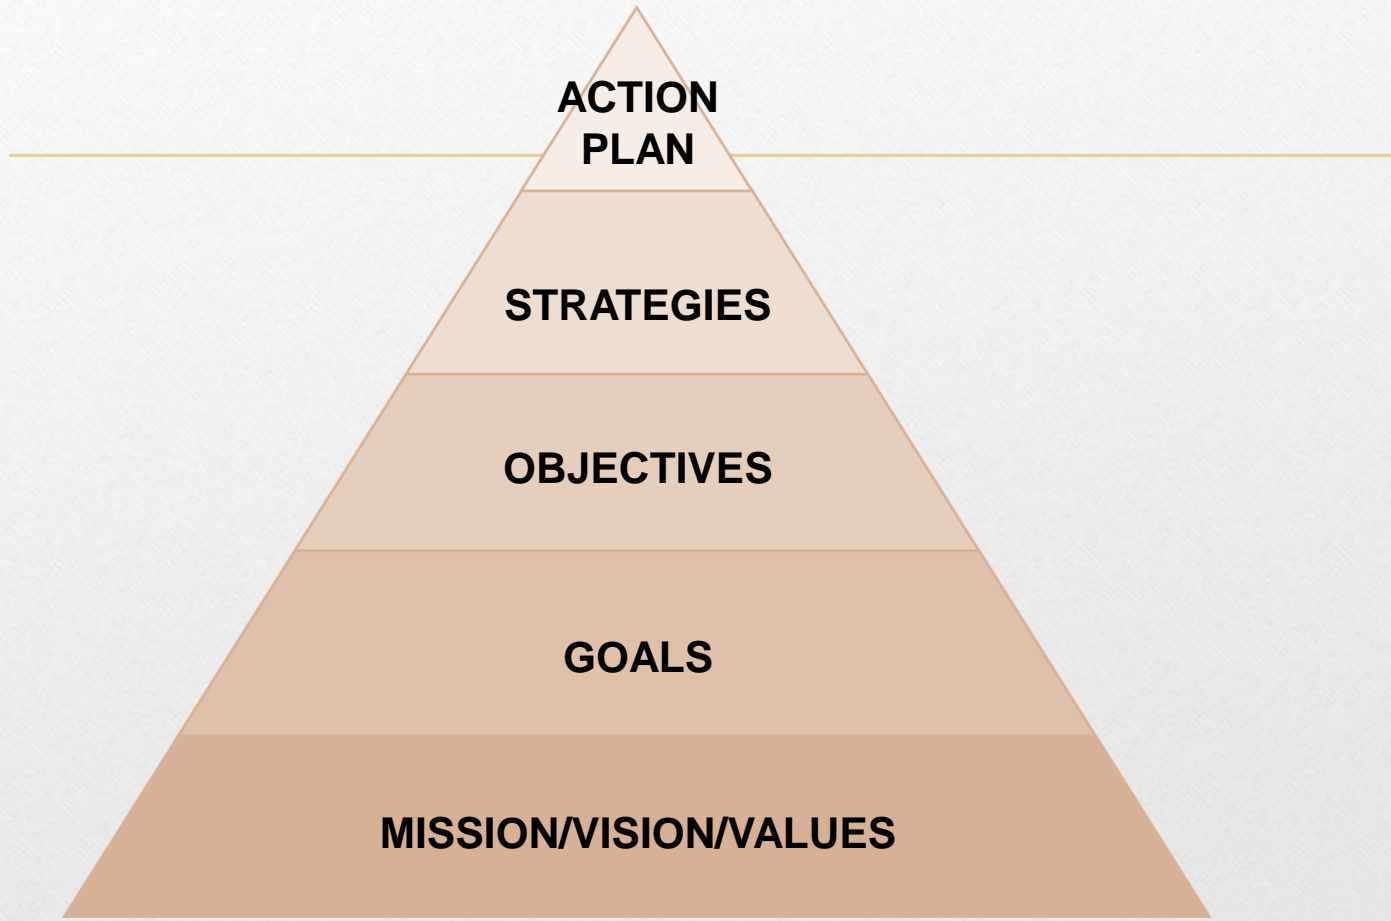 ACTION
PLAN
STRATEGIES
OBJECTIVES
GOALS
MISSION/VISION/VALUES